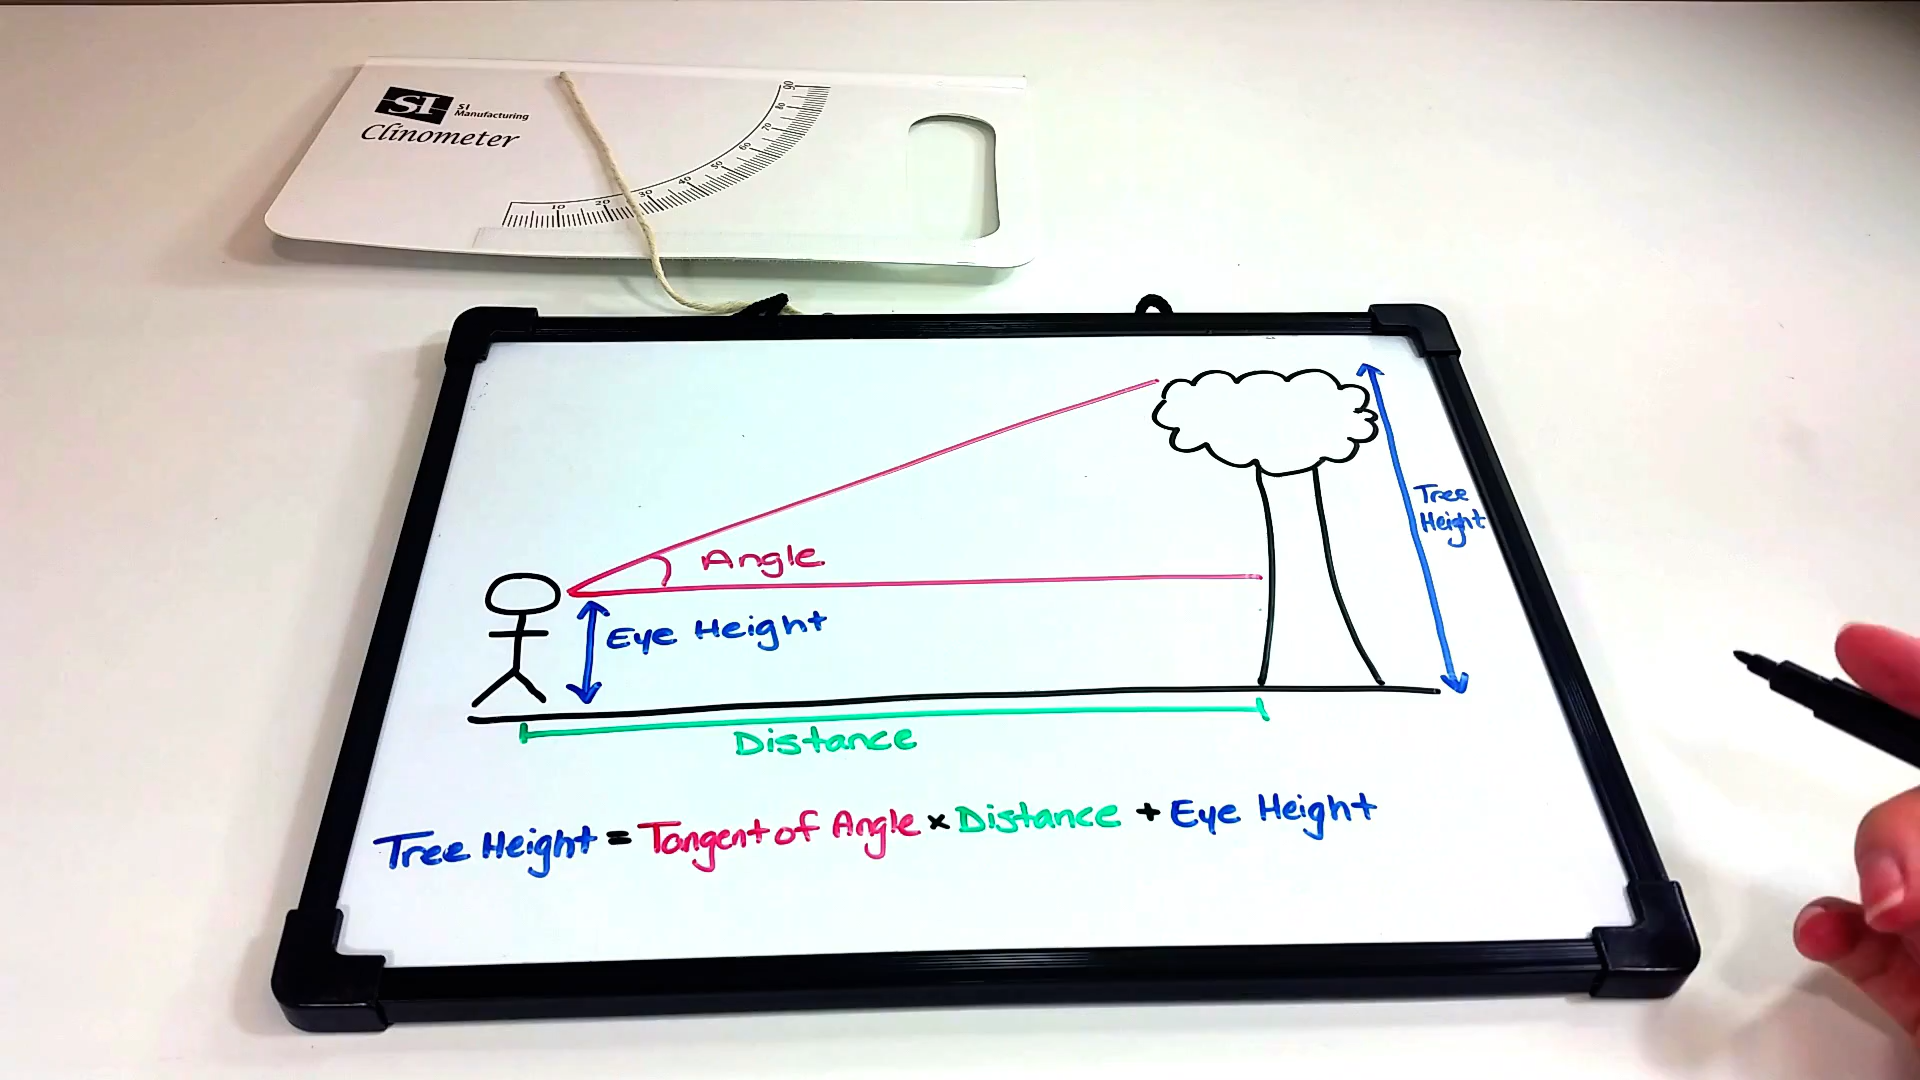 SI
SI
Manufacturing
Clinometer
10 20 30 40 50 60 70 80 90
Tree
Height
Angle
Eye Height
Distance
Tree Height = Tangent of Angle × Distance + Eye Height